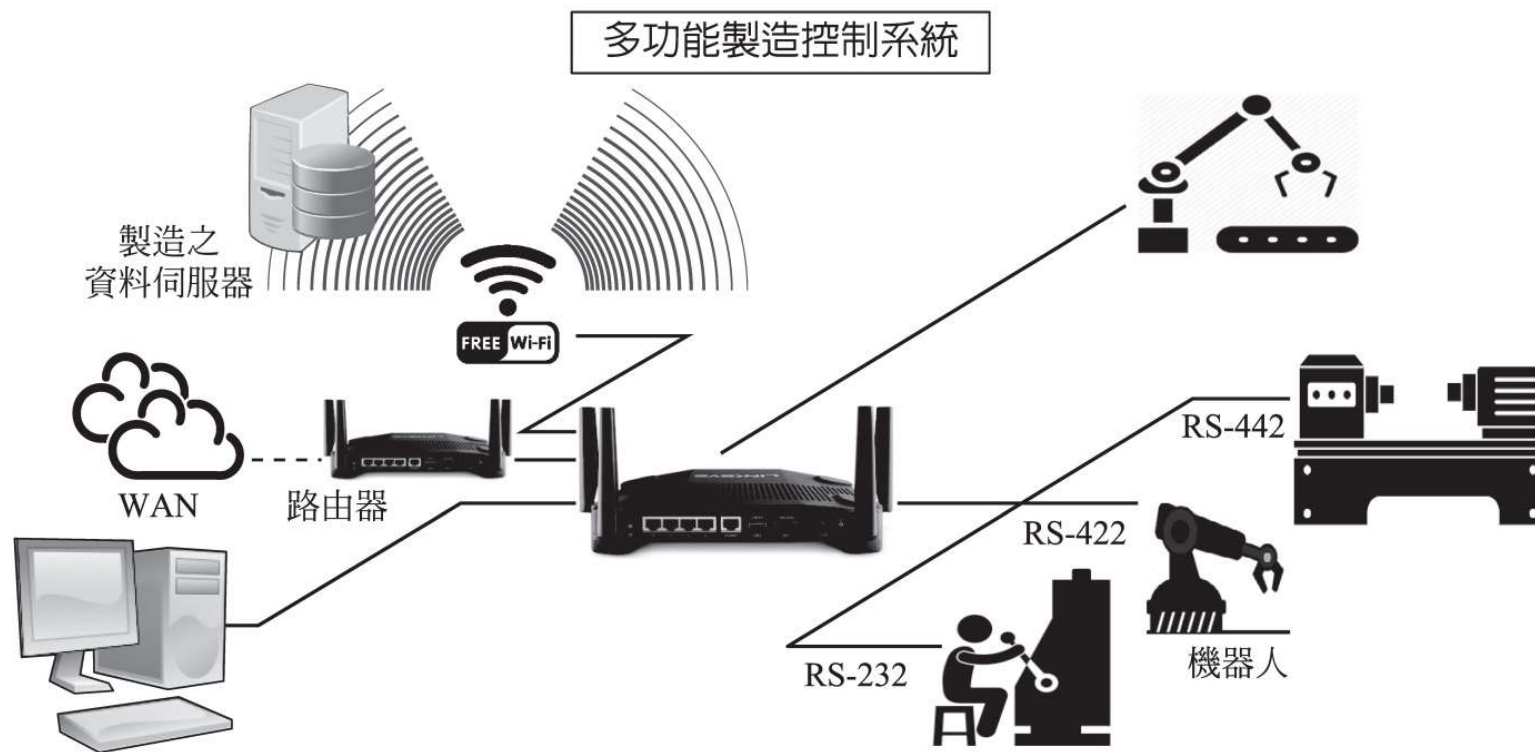 多功能製造控制系統
製造之
資料伺服器
FREE Wi-Fi
WAN
路由器
LINKSYS
RS-442
RS-422
RS-232
機器人